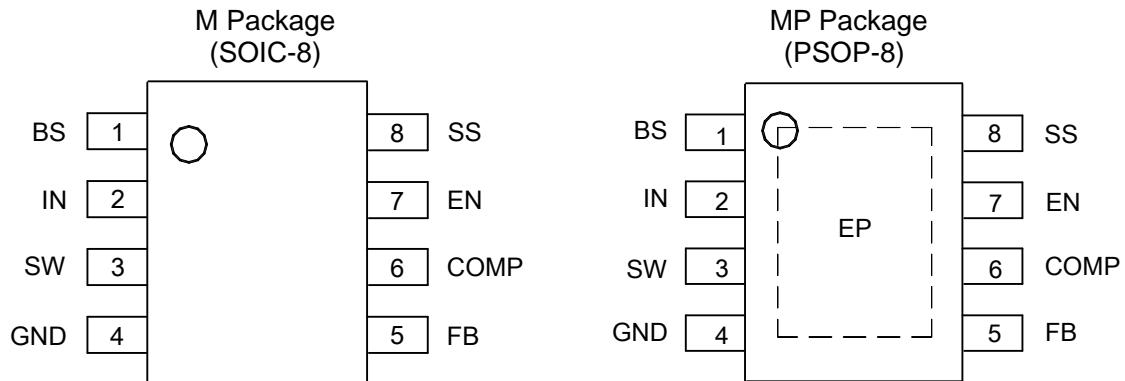 M Package
(SOIC-8)
BS 1 8 SS
IN 2 7 EN
SW 3 6 COMP
GND 4 5 FB
MP Package
(PSOP-8)
BS 1 8 SS
IN 2 7 EN
EP
SW 3 6 COMP
GND 4 5 FB